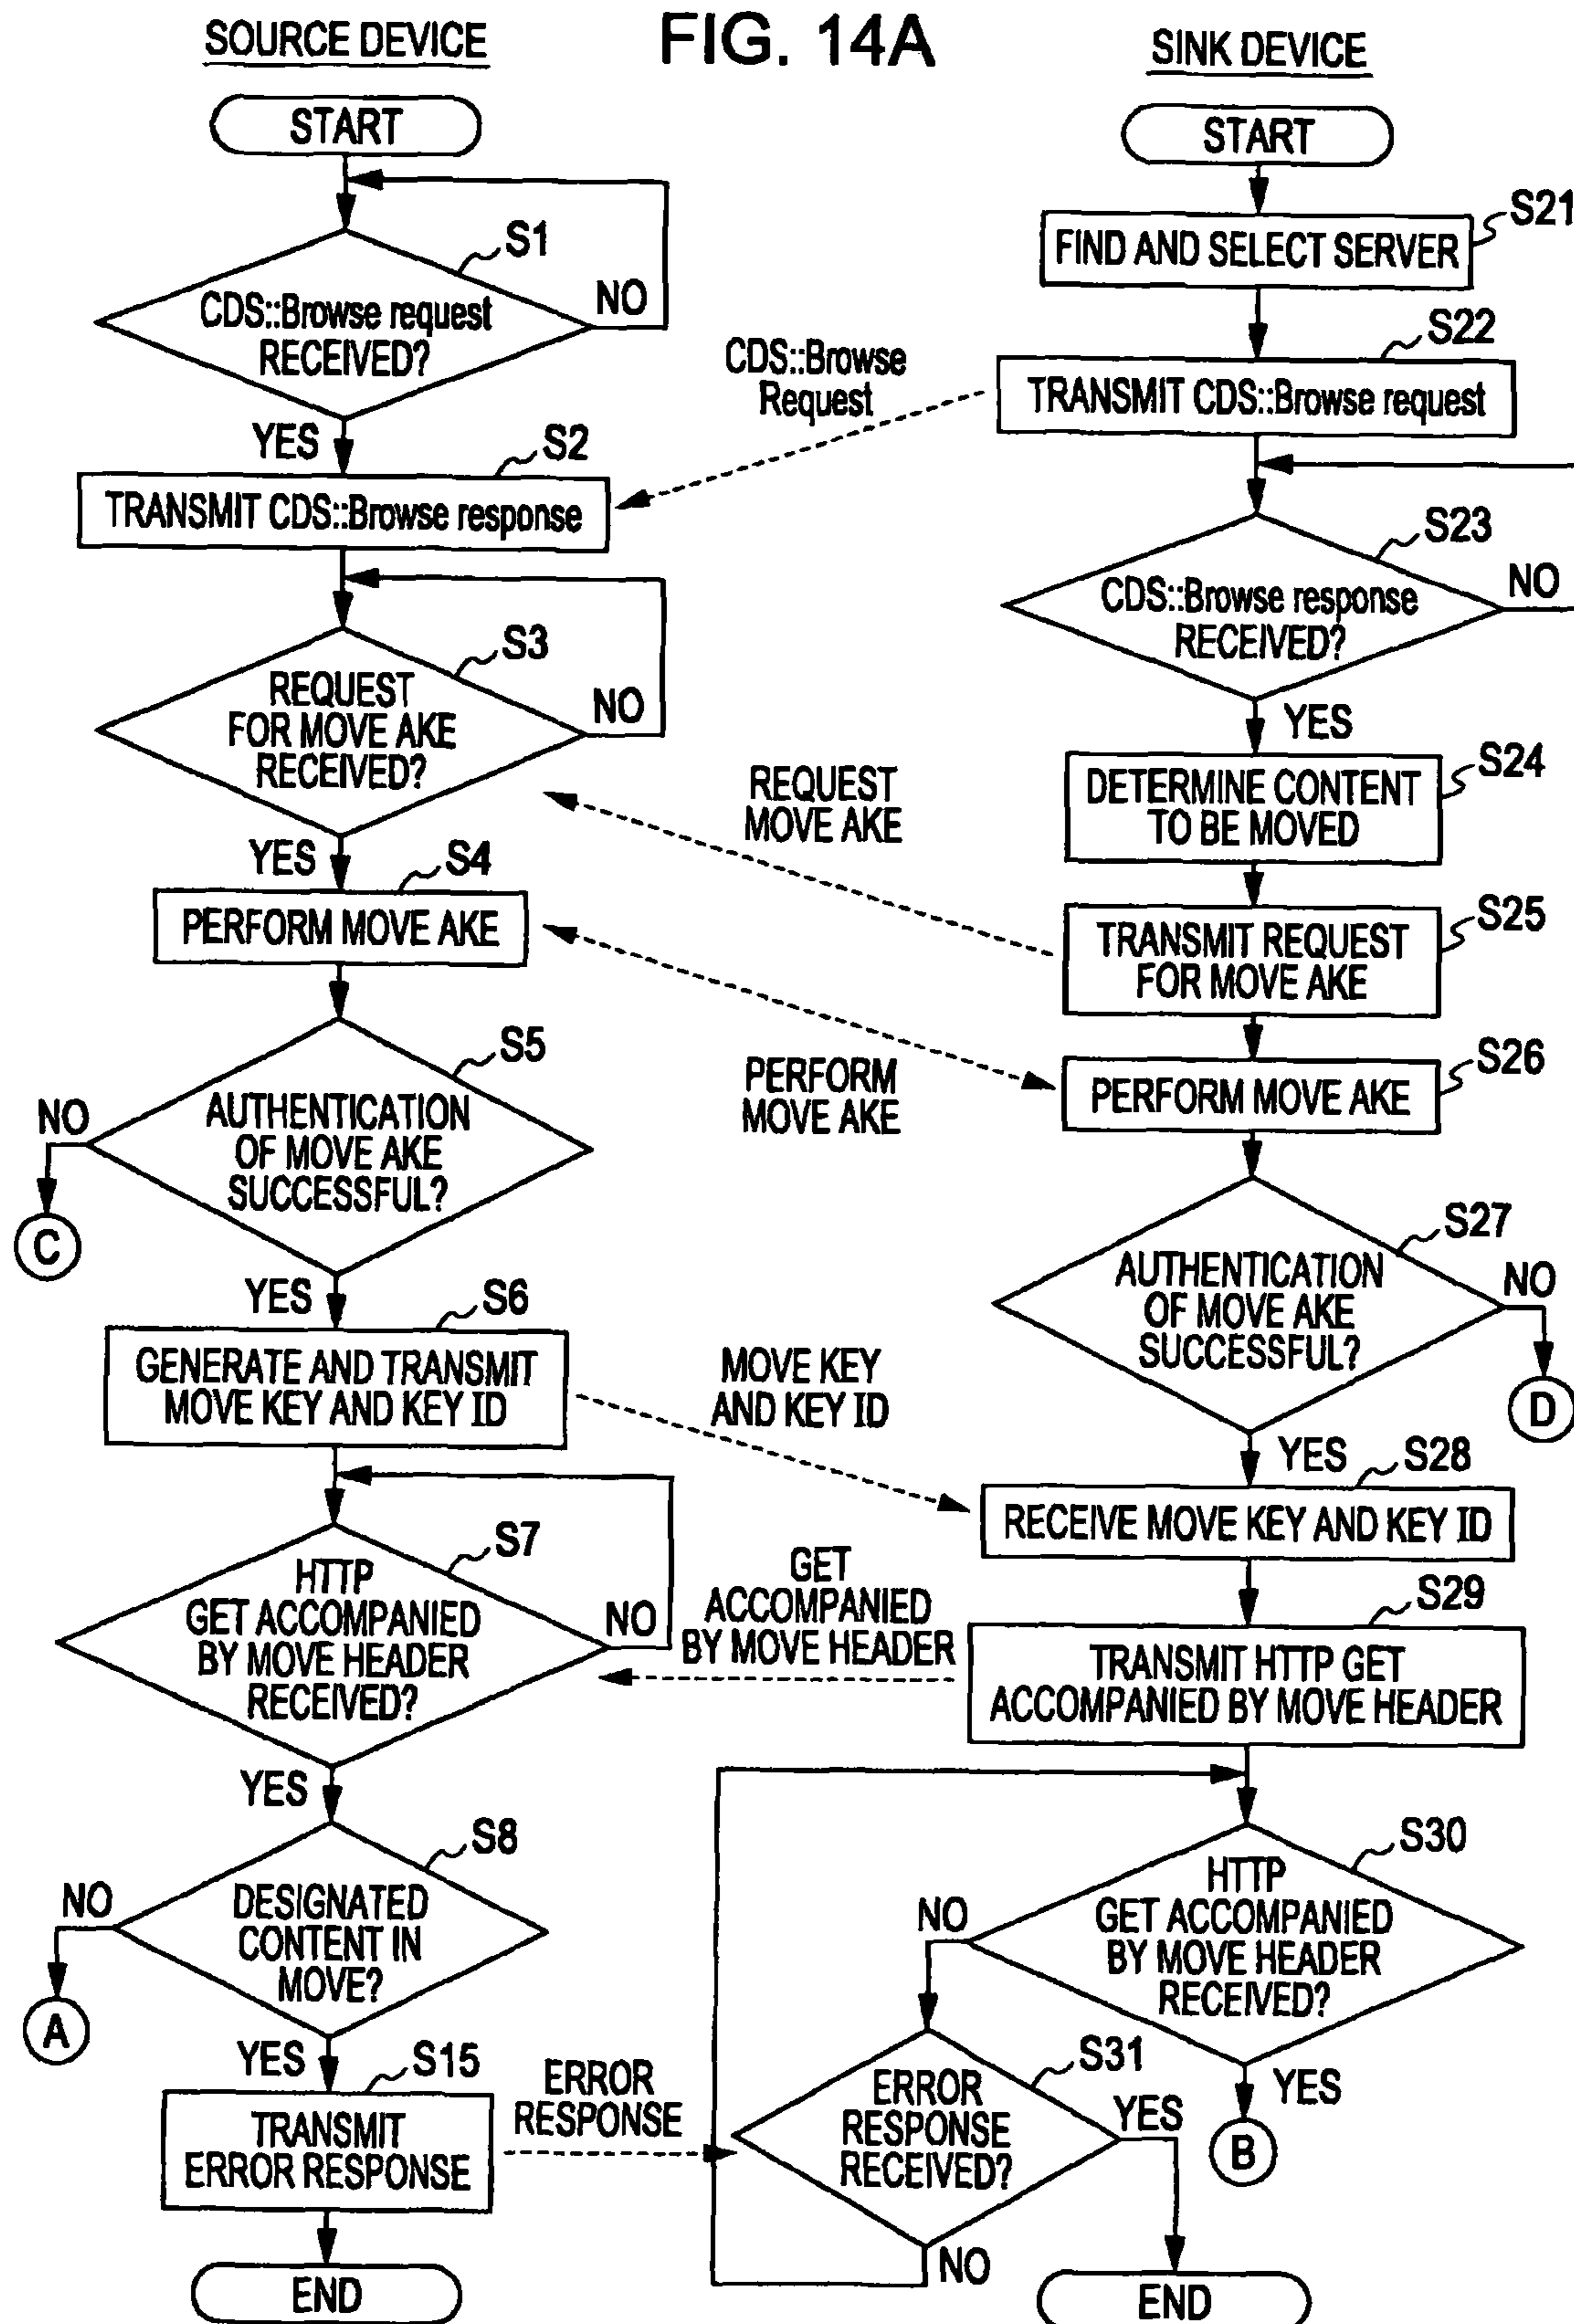 FIG. 14A
SOURCE DEVICE
START
S1
CDS::Browse request
RECEIVED?
NO
YES
S2
TRANSMIT CDS::Browse response
S3
REQUEST
FOR MOVE AKE
RECEIVED?
NO
YES
S4
PERFORM MOVE AKE
S5
AUTHENTICATION
OF MOVE AKE
SUCCESSFUL?
NO
C
YES
S6
GENERATE AND TRANSMIT
MOVE KEY AND KEY ID
S7
HTTP
GET ACCOMPANIED
BY MOVE HEADER
RECEIVED?
NO
YES
S8
DESIGNATED
CONTENT IN
MOVE?
NO
A
YES
S15
TRANSMIT
ERROR RESPONSE
END
CDS::Browse
Request
REQUEST
MOVE AKE
PERFORM
MOVE AKE
MOVE KEY
AND KEY ID
GET
ACCOMPANIED
BY MOVE HEADER
ERROR
RESPONSE
SINK DEVICE
START
S21
FIND AND SELECT SERVER
S22
TRANSMIT CDS::Browse request
S23
CDS::Browse response
RECEIVED?
NO
YES
S24
DETERMINE CONTENT
TO BE MOVED
S25
TRANSMIT REQUEST
FOR MOVE AKE
S26
PERFORM MOVE AKE
S27
AUTHENTICATION
OF MOVE AKE
SUCCESSFUL?
NO
D
YES
S28
RECEIVE MOVE KEY AND KEY ID
S29
TRANSMIT HTTP GET
ACCOMPANIED BY MOVE HEADER
S30
HTTP
GET ACCOMPANIED
BY MOVE HEADER
RECEIVED?
NO
YES
B
S31
ERROR
RESPONSE
RECEIVED?
YES
NO
END